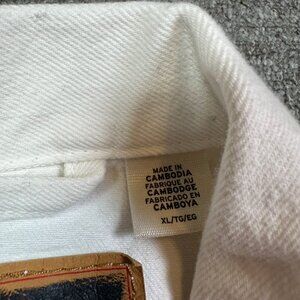 MADE IN
CAMBODIA
FABRIQUÉ AU
CAMBODGE
FABRICADO EN
CAMBOYA
XL/TG/EG